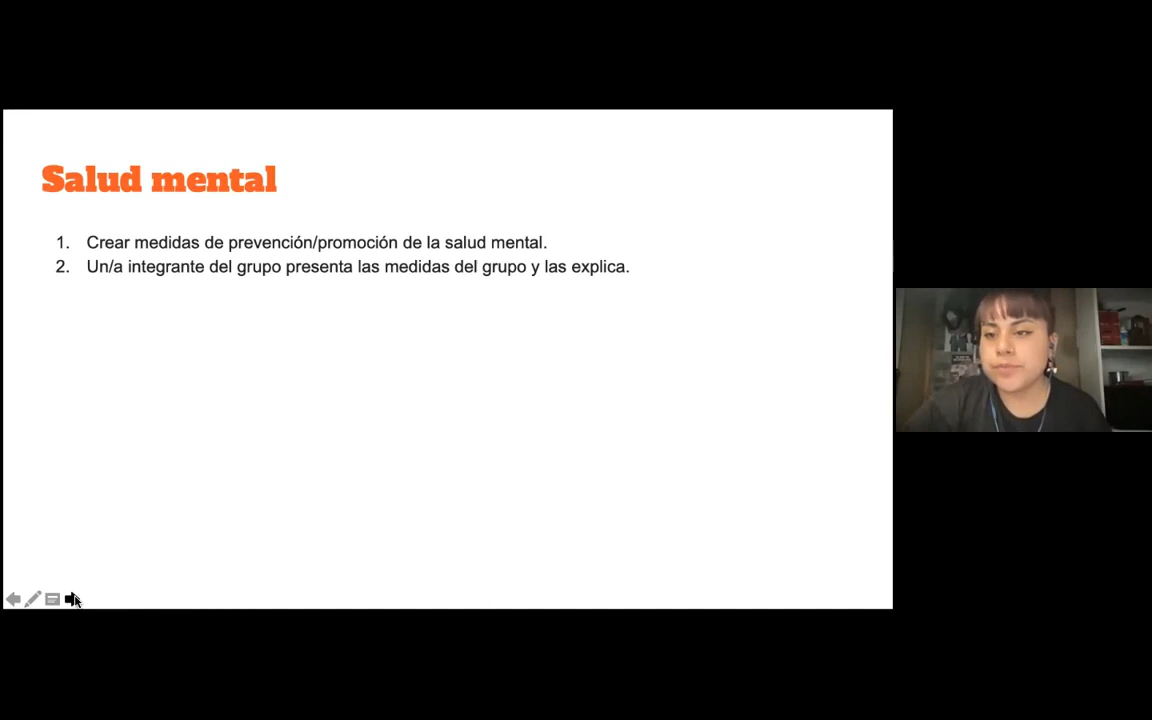 Salud mental
1. Crear medidas de prevención/promoción de la salud mental.
2. Un/a integrante del grupo presenta las medidas del grupo y las explica.